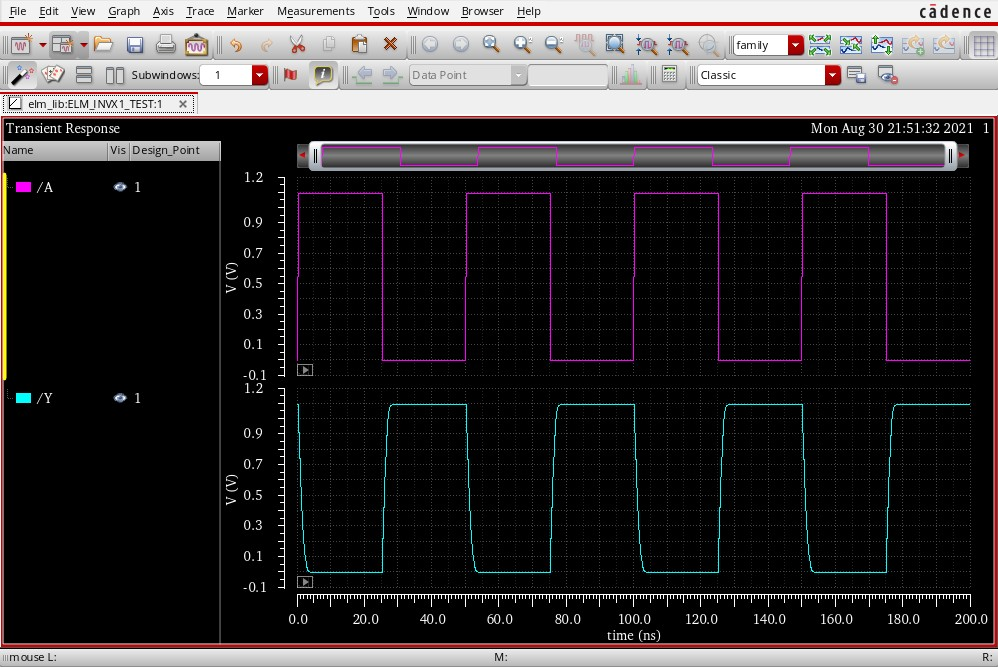 File Edit View Graph Axis Trace Marker Measurements Tools Window Browser Help
cādence
family
Subwindows: 1
Data Point
Classic
elm_lib:ELM_INVX1_TEST:1
Transient Response
Mon Aug 30 21:51:32 2021 1
Name Vis Design_Point
/A 1
1.2
0.9
0.7
0.5
0.3
0.1
-0.1
V (V)
/Y 1
1.2
0.9
0.7
0.5
0.3
0.1
-0.1
V (V)
0.0 20.0 40.0 60.0 80.0 100.0 120.0 140.0 160.0 180.0 200.0
time (ns)
mouse L: M: R: